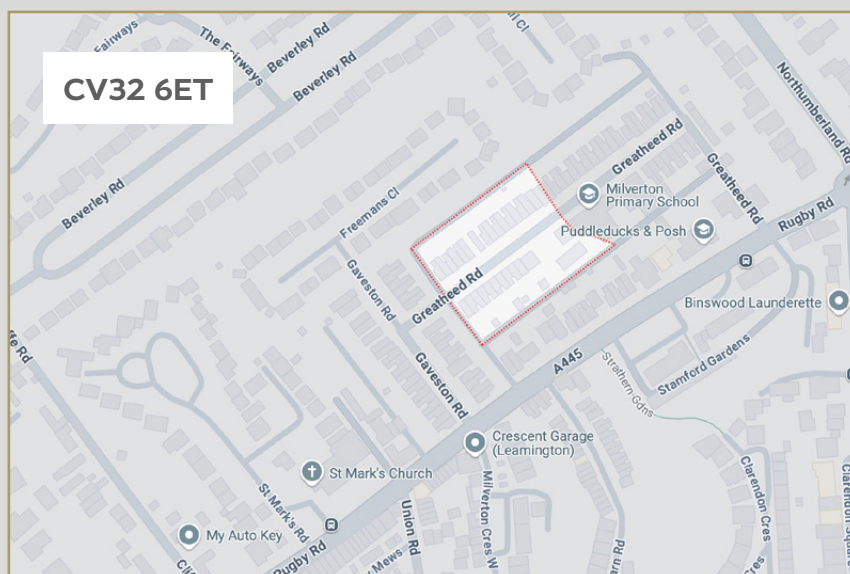 Fairways
The Fairways
Beverley Rd
Beverley Rd
CV32 6ET
Northumberland Rd
Greatheed Rd
Greatheed Rd
Milverton
Primary School
Beverley Rd
Freemans Cl
Puddleducks & Posh
Rugby Rd
Gaveston Rd
Greatheed Rd
Binswood Launderette
A445
Stamford Gardens
Strathern Gdns
Gaveston Rd
Crescent Garage
(Leamington)
St Mark's Church
Milverton Cres W
Clarendon Cres
St Mark's Rd
My Auto Key
Union Rd
Rugby Rd
Mews